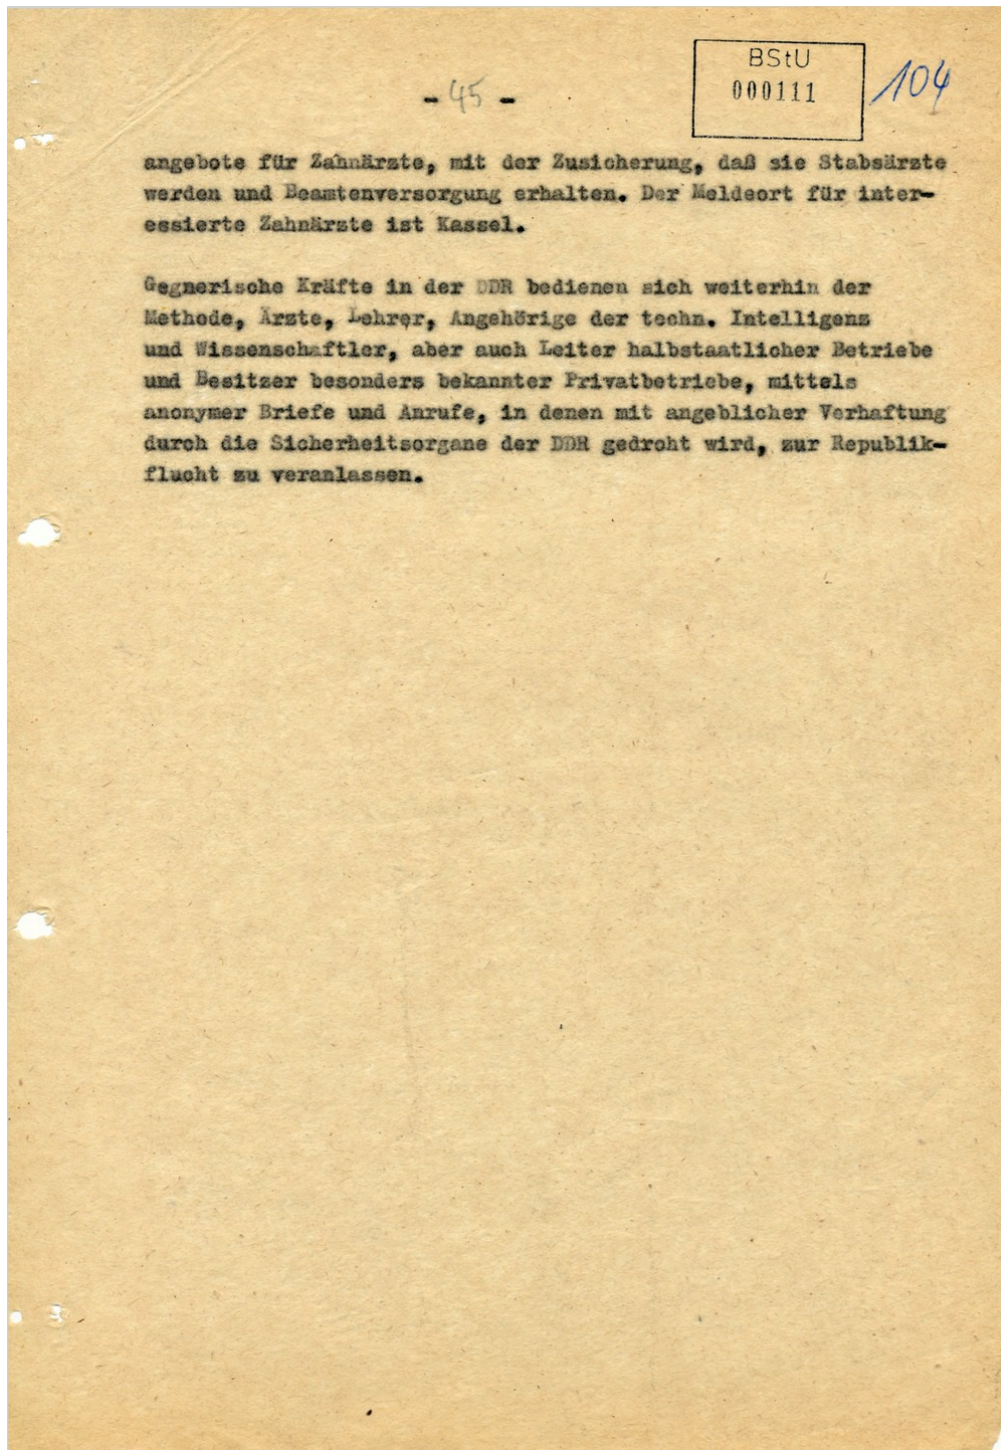 BStU
000111
104
- 45 -
angebote für Zahnärzte, mit der Zusicherung, daß sie Stabsärzte
werden und Beamtenversorgung erhalten. Der Meldeort für inter-
essierte Zahnärzte ist Kassel.
Gegnerische Kräfte in der DDR bedienen sich weiterhin der
Methode, Ärzte, Lehrer, Angehörige der techn. Intelligenz
und Wissenschaftler, aber auch Leiter halbstaatlicher Betriebe
und Besitzer besonders bekannter Privatbetriebe, mittels
anonymer Briefe und Anrufe, in denen mit angeblicher Verhaftung
durch die Sicherheitsorgane der DDR gedroht wird, zur Republik-
flucht zu veranlassen.